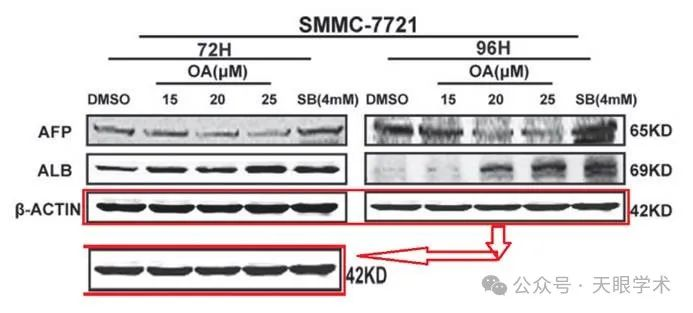 SMMC-7721
72H 96H
OA(μM) OA(μM)
DMSO 15 20 25 SB(4mM) DMSO 15 20 25 SB(4mM)
AFP 65KD
ALB 69KD
β-ACTIN 42KD
42KD
公众号 · 天眼学术